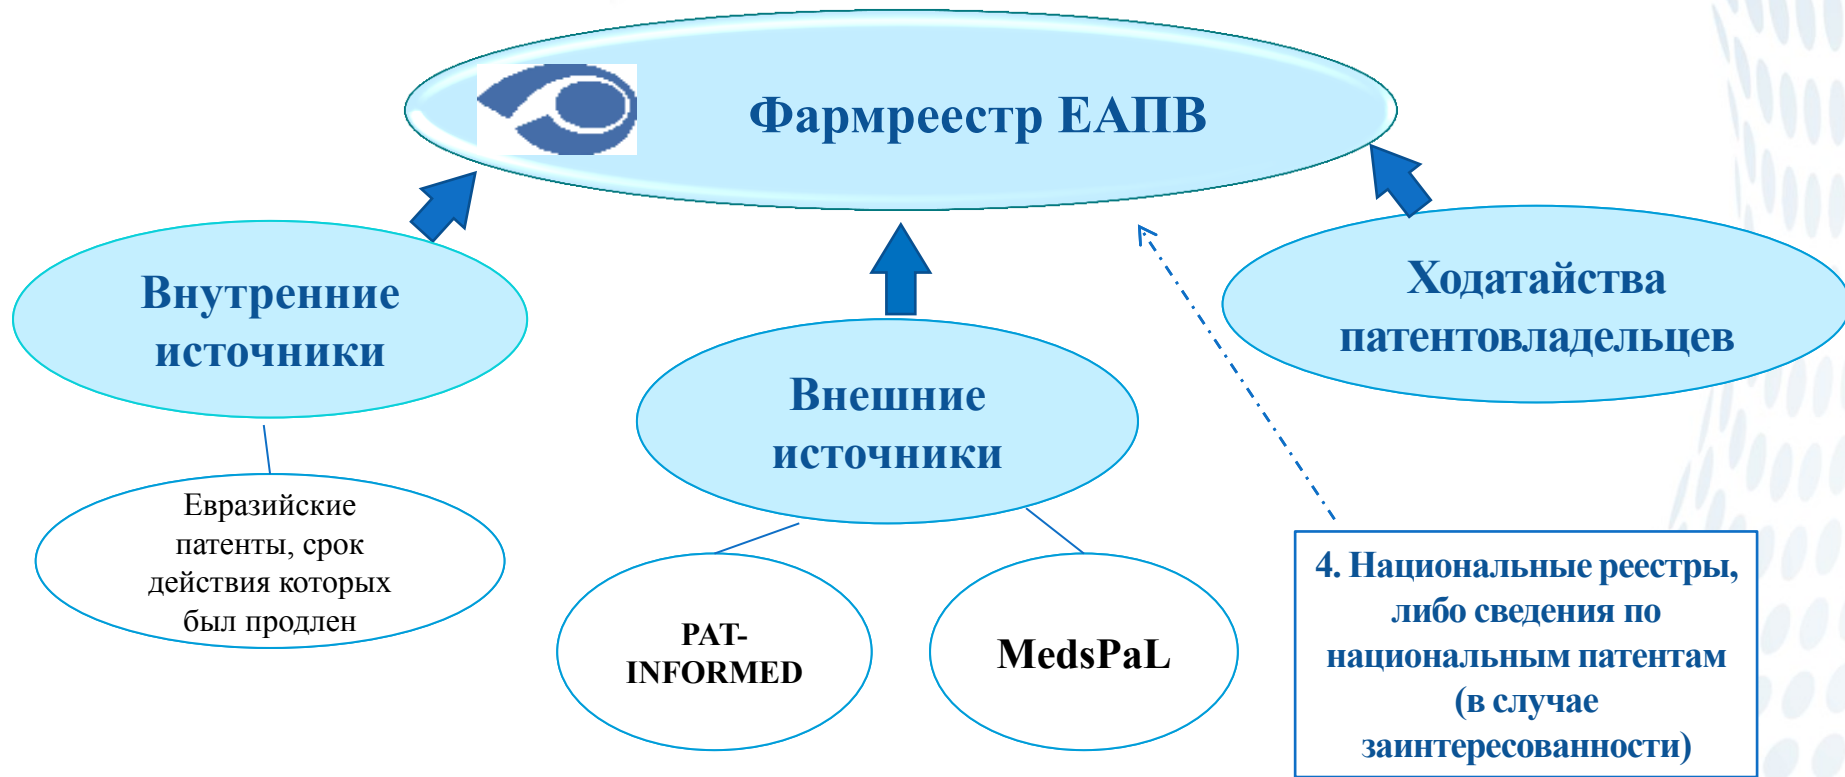 Фармреестр ЕАПВ
Внутренние
источники
Ходатайства
патентовладельцев
Внешние
источники
Евразийские
патенты, срок
действия которых
был продлен
PAT-
INFORMED
MedsPaL
4. Национальные реестры,
либо сведения по
национальным патентам
(в случае
заинтересованности)